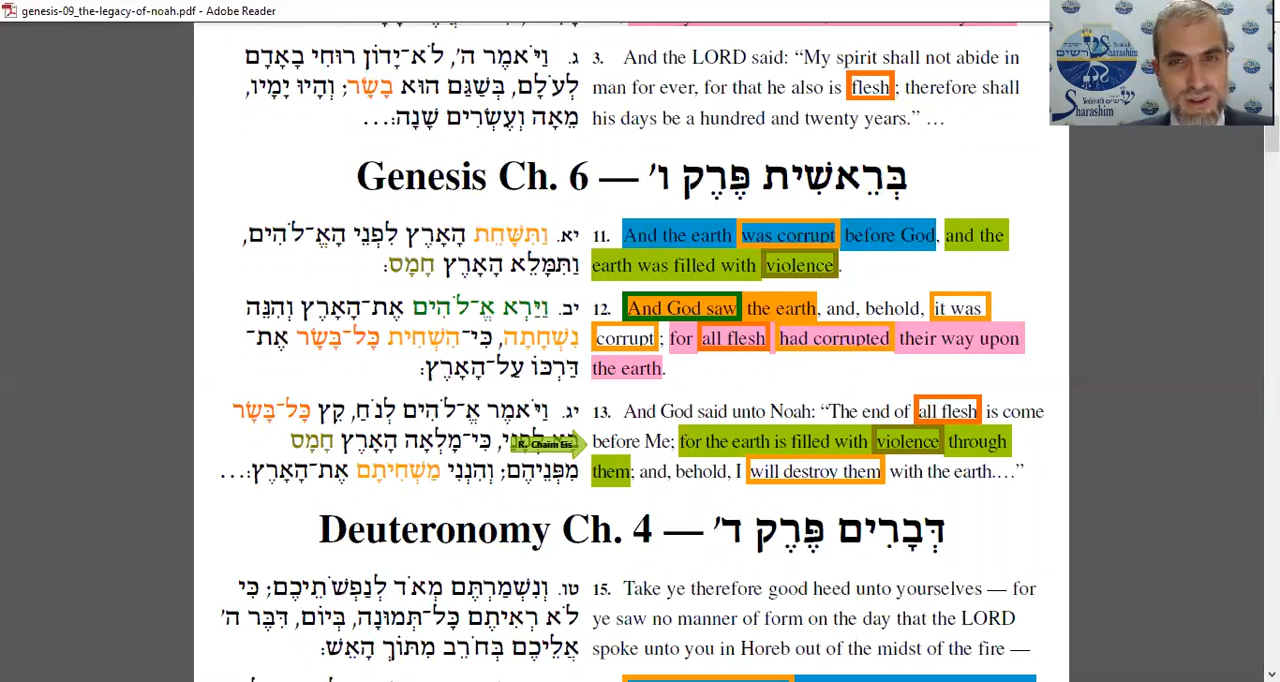 genesis-09_the-legacy-of-noah.pdf - Adobe Reader
ג. וַיֹּאמֶר ה’, לֹא־יָדוֹן רוּחִי בָאָדָם
לְעֹלָם, בְּשַׁגַּם הוּא בָשָׂר; וְהָיוּ יָמָיו,
מֵאָה וְעֶשְׂרִים שָׁנָה:…
3. And the LORD said: “My spirit shall not abide in
man for ever, for that he also is flesh; therefore shall
his days be a hundred and twenty years.” …
Genesis Ch. 6 — בְּרֵאשִׁית פֶּרֶק ו’
יא. וַתִּשָּׁחֵת הָאָרֶץ לִפְנֵי הָאֱ־לֹהִים,
וַתִּמָּלֵא הָאָרֶץ חָמָס:
11. And the earth was corrupt before God, and the
earth was filled with violence.
יב. וַיַּרְא אֱ־לֹהִים אֶת־הָאָרֶץ וְהִנֵּה
נִשְׁחָתָה, כִּי־הִשְׁחִית כָּל־בָּשָׂר אֶת־
דַּרְכּוֹ עַל־הָאָרֶץ:
12. And God saw the earth, and, behold, it was
corrupt; for all flesh had corrupted their way upon
the earth.
יג. וַיֹּאמֶר אֱ־לֹהִים לְנֹחַ, קֵץ כָּל־בָּשָׂר
כִּי־מָלְאָה הָאָרֶץ חָמָס
מִפְּנֵיהֶם; וְהִנְנִי מַשְׁחִיתָם אֶת־הָאָרֶץ:…
R. Chaim Eis
13. And God said unto Noah: “The end of all flesh is come
before Me; for the earth is filled with violence through
them; and, behold, I will destroy them with the earth.…”
Deuteronomy Ch. 4 — דְּבָרִים פֶּרֶק ד’
טו. וְנִשְׁמַרְתֶּם מְאֹד לְנַפְשֹׁתֵיכֶם; כִּי
לֹא רְאִיתֶם כָּל־תְּמוּנָה, בְּיוֹם, דִּבֶּר ה’
אֲלֵיכֶם בְּחֹרֵב מִתּוֹךְ הָאֵשׁ:
15. Take ye therefore good heed unto yourselves — for
ye saw no manner of form on the day that the LORD
spoke unto you in Horeb out of the midst of the fire —
Yeshivath
Sharashim